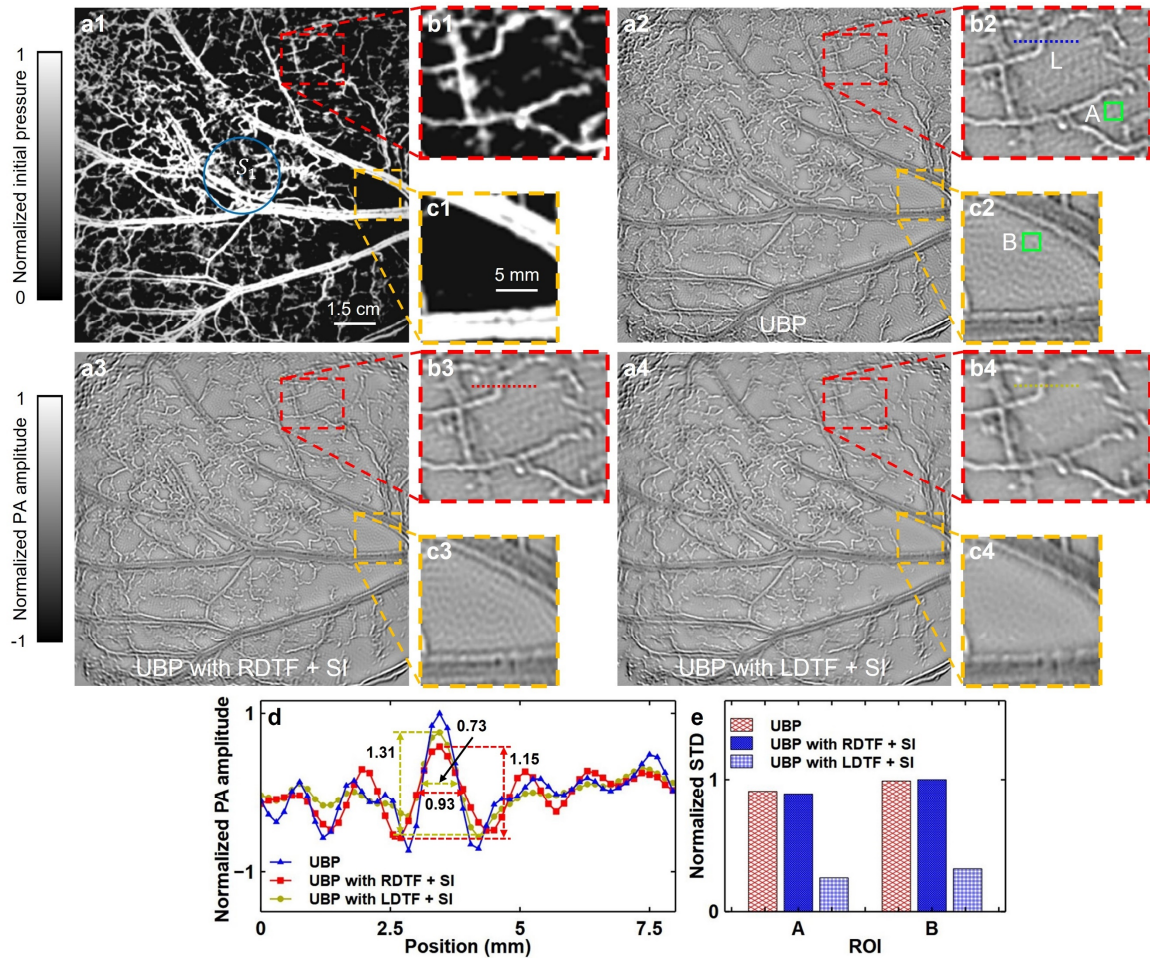 a1
b1
a2
b2
Normalized initial pressure
1
0
S1
L
A
c1
5 mm
1.5 cm
c2
B
UBP
a3
b3
a4
b4
Normalized PA amplitude
1
-1
c3
c4
UBP with RDTF + SI
UBP with LDTF + SI
d
Normalized PA amplitude
1
−1
0.73
1.31
1.15
0.93
UBP
UBP with RDTF + SI
UBP with LDTF + SI
0
2.5
5
7.5
Position (mm)
e
Normalized STD
1
0
UBP
UBP with RDTF + SI
UBP with LDTF + SI
A
B
ROI